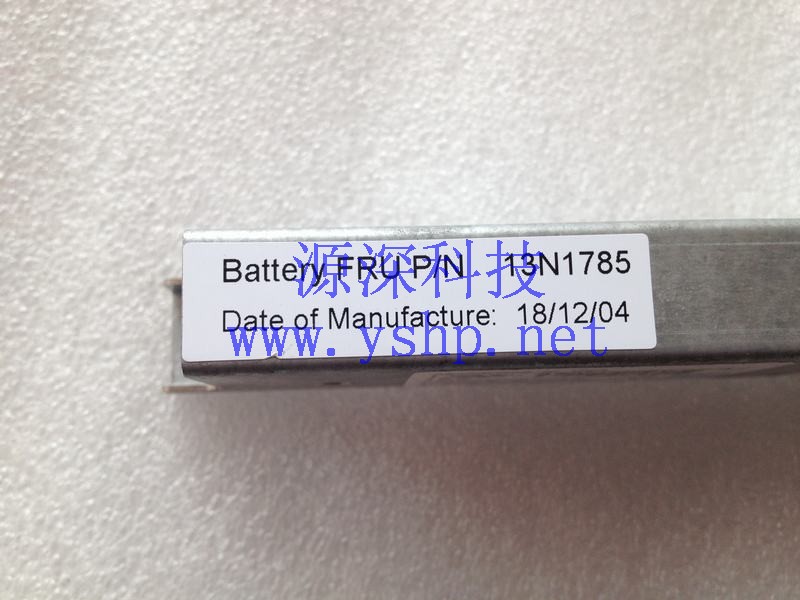 Battery FRU P/N 13N1785
源深科技
Date of Manufacture: 18/12/04
www.yshp.net